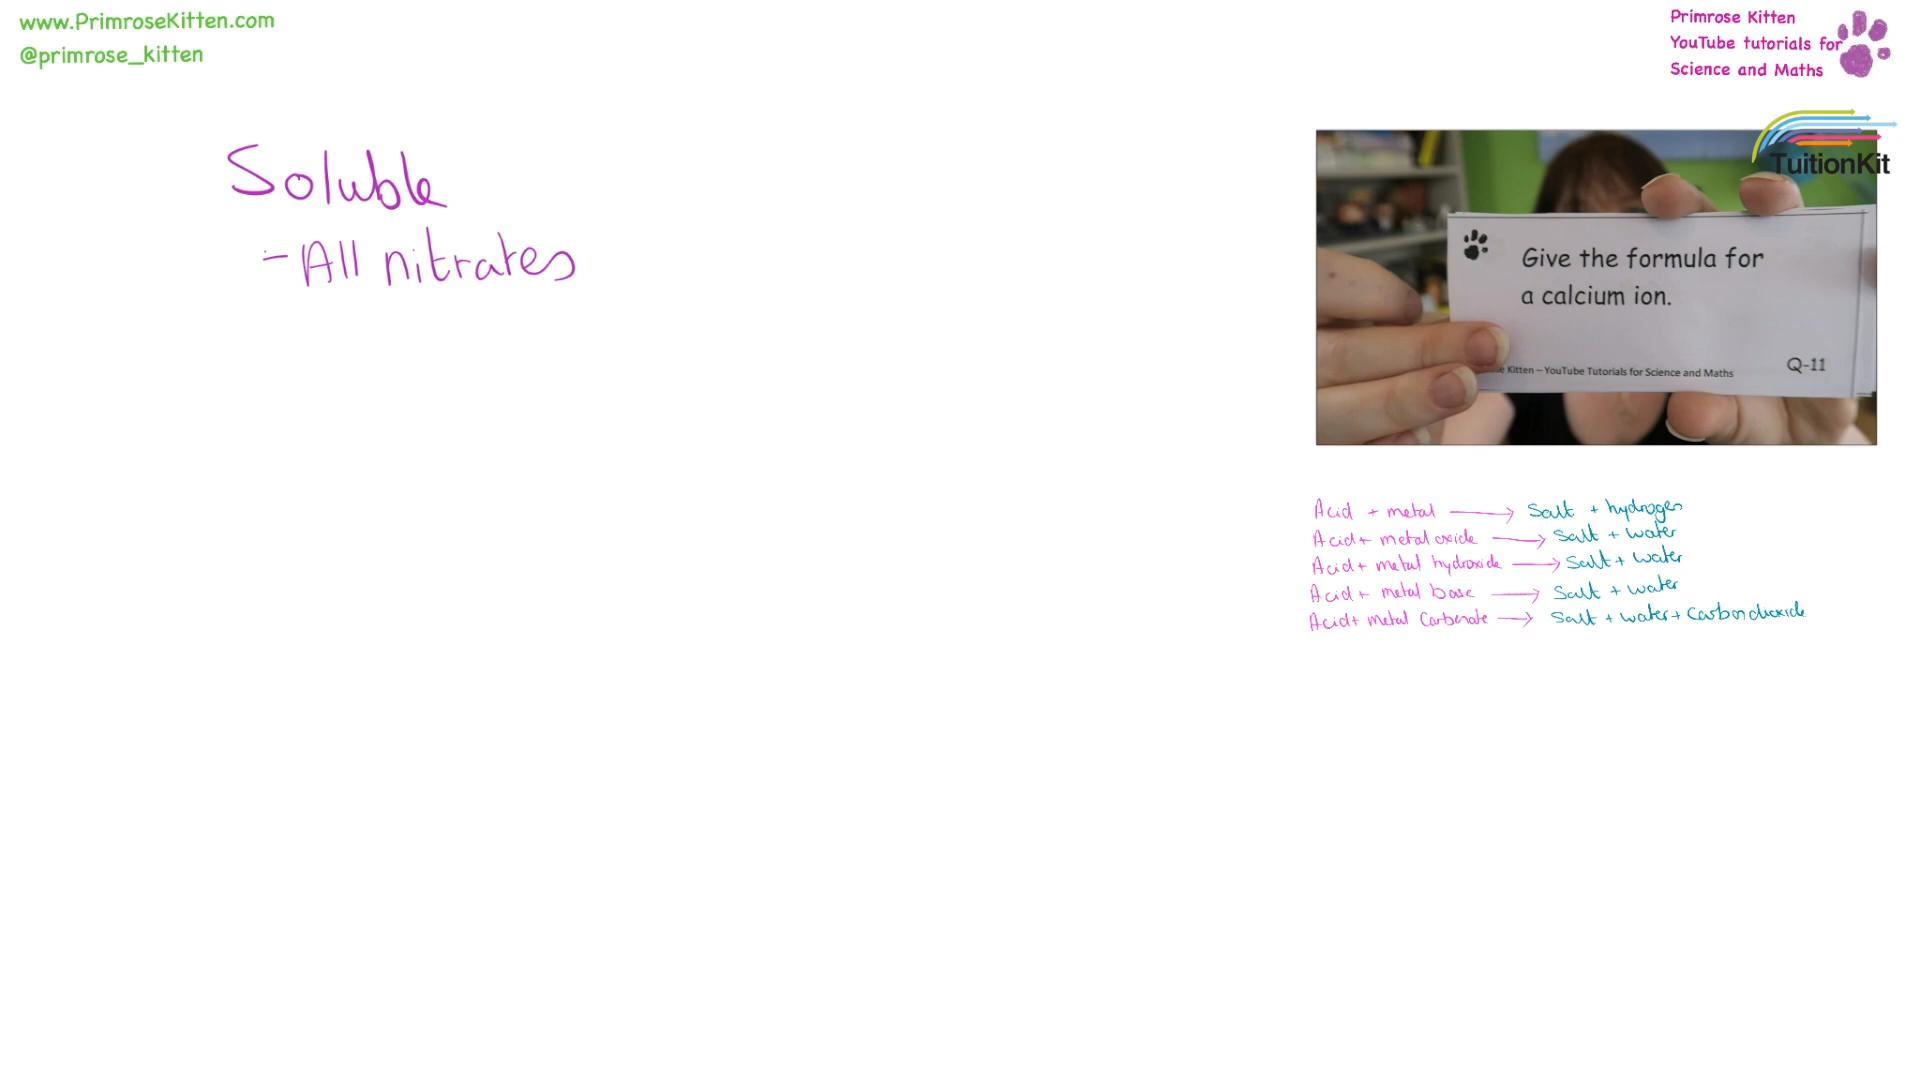 www.PrimroseKitten.com
@primrose_kitten
Primrose Kitten
YouTube tutorials for
Science and Maths
TuitionKit
Soluble
- All nitrates
Give the formula for
a calcium ion.
Q-11
Kitten – YouTube Tutorials for Science and Maths
Acid + metal → Salt + hydrogen
Acid + metal oxide → Salt + water
Acid + metal hydroxide → Salt + water
Acid + metal base → Salt + water
Acid + metal Carbonate → Salt + water + Carbon dioxide